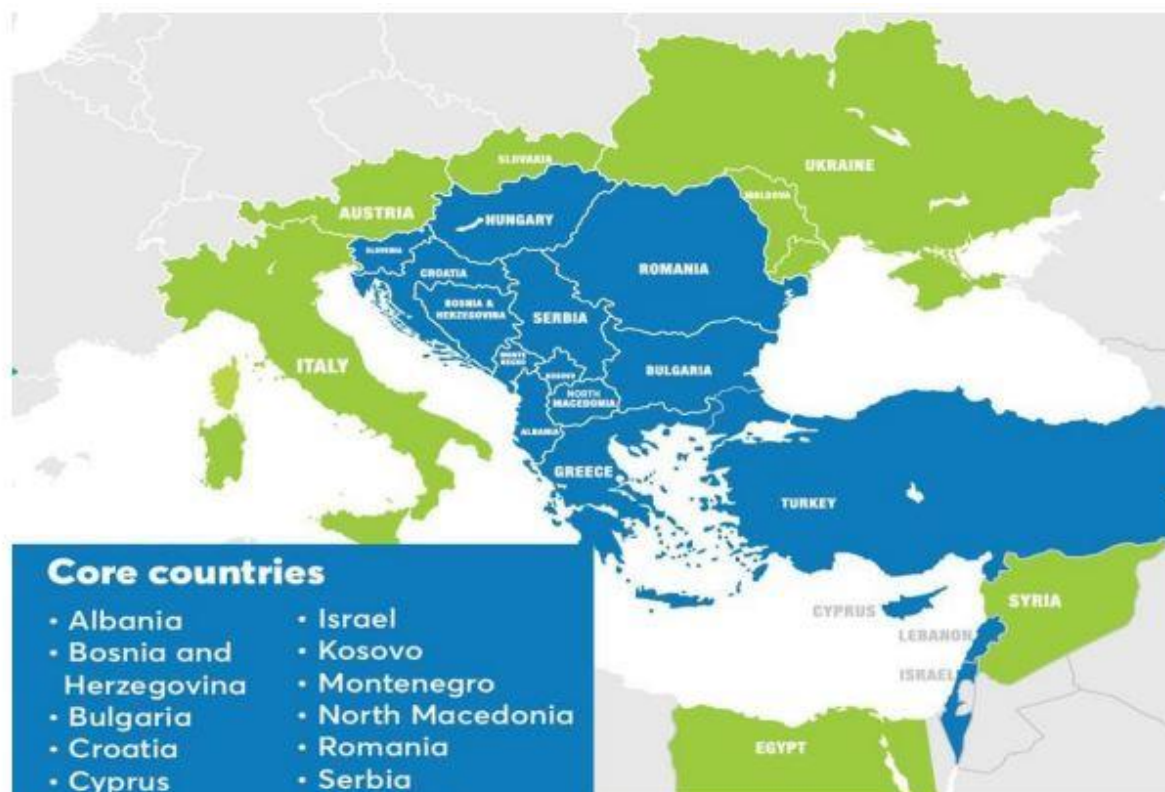 SLOVAKIA
UKRAINE
MOLDOVA
AUSTRIA
HUNGARY
SLOVENIA
CROATIA
ROMANIA
BOSNIA &
HERZEGOVINA
SERBIA
ITALY
MONTE
NEGRO
KOSOVO
BULGARIA
NORTH
MACEDONIA
ALBANIA
GREECE
TURKEY
CYPRUS
SYRIA
LEBANON
ISRAEL
EGYPT
Core countries
• Albania
• Bosnia and
Herzegovina
• Bulgaria
• Croatia
• Cyprus
• Israel
• Kosovo
• Montenegro
• North Macedonia
• Romania
• Serbia